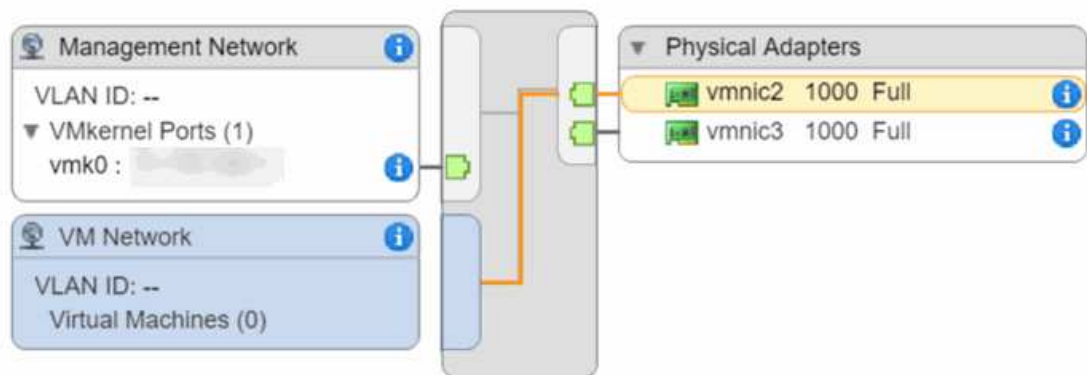 Management Network
VLAN ID: --
VMkernel Ports (1)
vmk0 :
VM Network
VLAN ID: --
Virtual Machines (0)
Physical Adapters
vmnic2 1000 Full
vmnic3 1000 Full